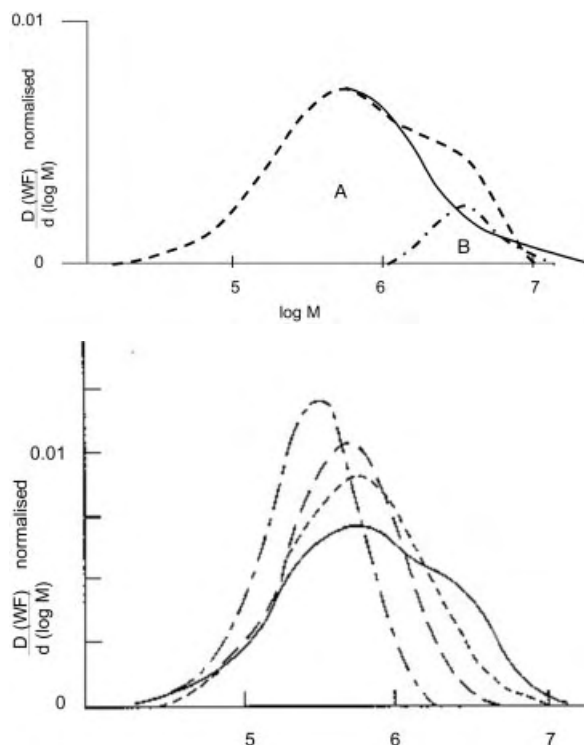 0.01
D (WF) normalised
d (log M)
A
B
0
5 6 7
log M
0.01
D (WF) normalised
d (log M)
0
5 6 7